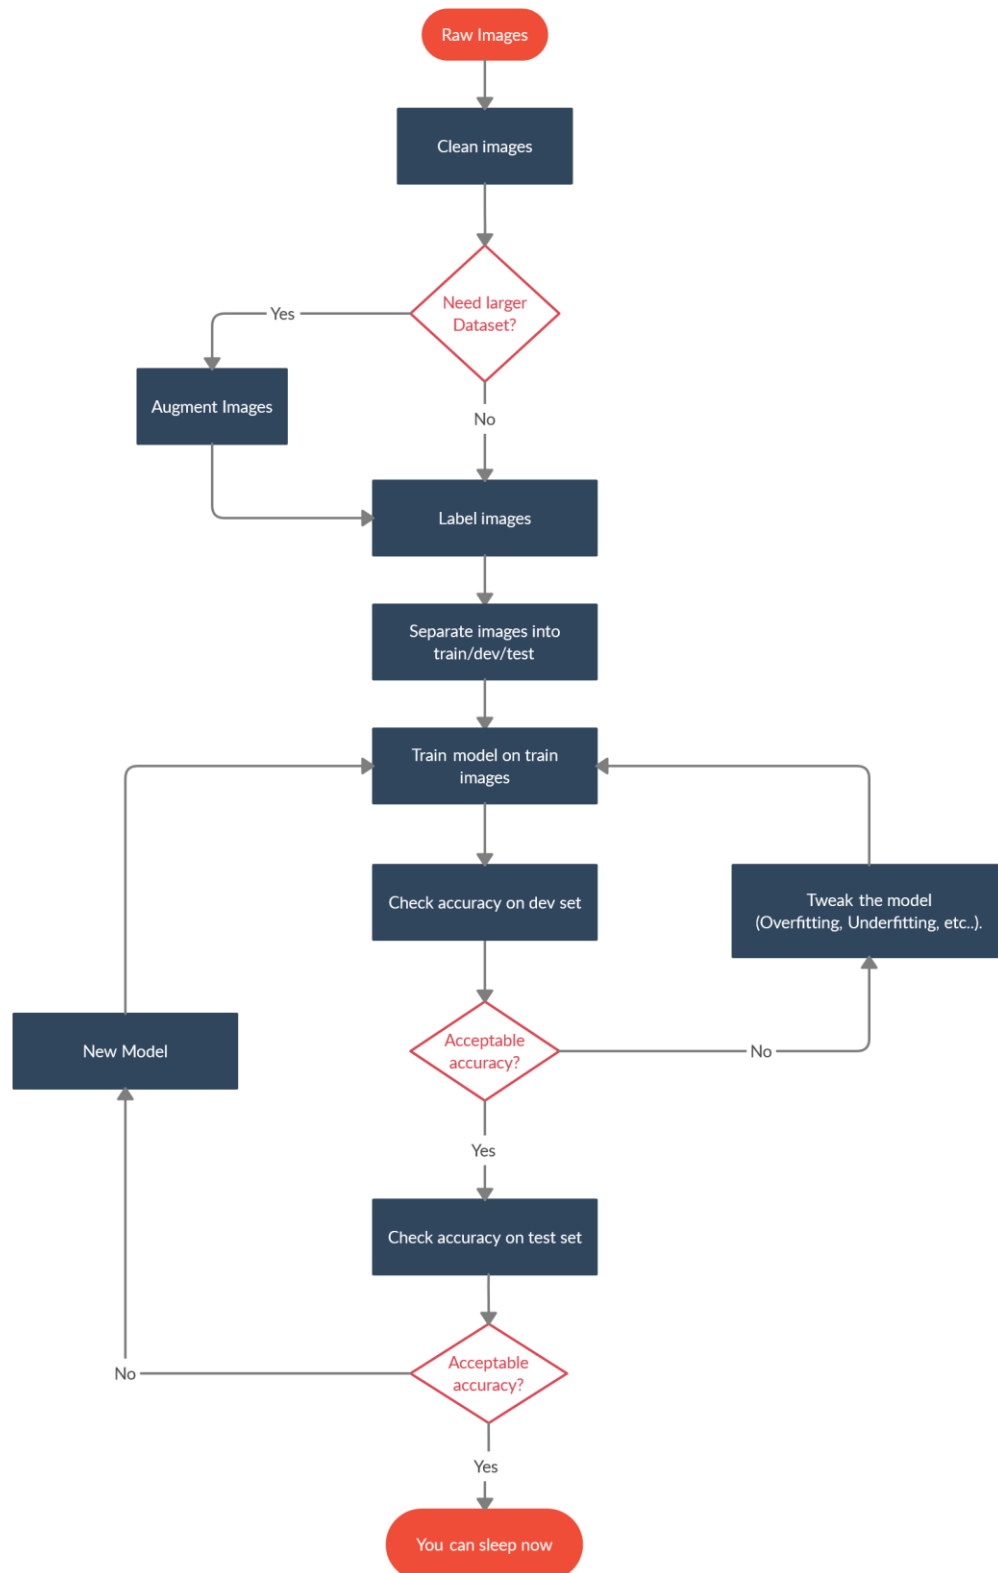 Raw Images
Clean images
Need larger
Dataset?
Yes
No
Augment Images
Label images
Separate images into
train/dev/test
Train model on train
images
Check accuracy on dev set
Tweak the model
(Overfitting, Underfitting, etc..).
Acceptable
accuracy?
No
New Model
Yes
Check accuracy on test set
Acceptable
accuracy?
No
Yes
You can sleep now